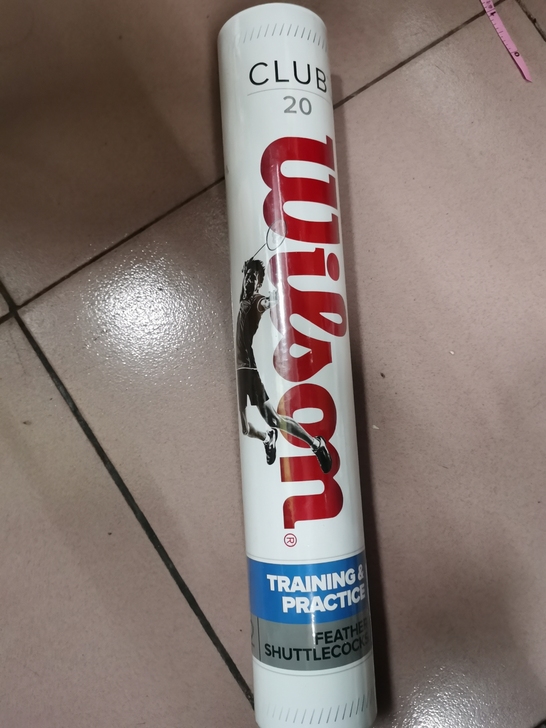 CLUB
20
Wilson
®
TRAINING &
PRACTICE
FEATHER
SHUTTLECOCKS